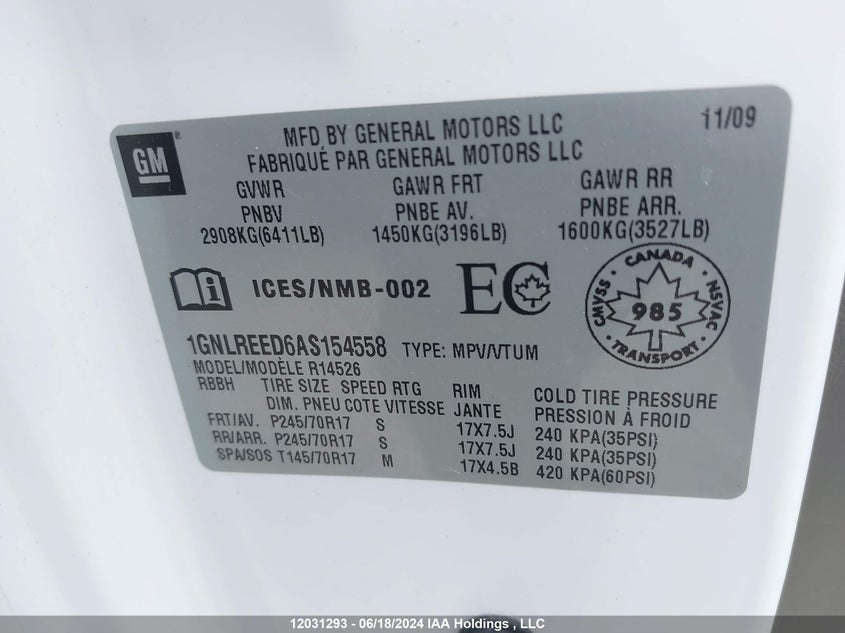 11/09
GM
MFD BY GENERAL MOTORS LLC
FABRIQUÉ PAR GENERAL MOTORS LLC
GVWR GAWR FRT GAWR RR
PNBV PNBE AV. PNBE ARR.
2908KG(6411LB) 1450KG(3196LB) 1600KG(3527LB)
i ICES/NMB-002 EC
CANADA
CMVSS 985 NSVAC
TRANSPORT
1GNLREED6AS154558 TYPE: MPV/VTUM
MODEL/MODÈLE R14526
RBBH TIRE SIZE SPEED RTG RIM COLD TIRE PRESSURE
DIM. PNEU COTE VITESSE JANTE PRESSION À FROID
FRT/AV. P245/70R17 S 17X7.5J 240 KPA(35PSI)
RR/ARR. P245/70R17 S 17X7.5J 240 KPA(35PSI)
SPA/SOS T145/70R17 M 17X4.5B 420 KPA(60PSI)
12031293 - 06/18/2024 IAA Holdings , LLC